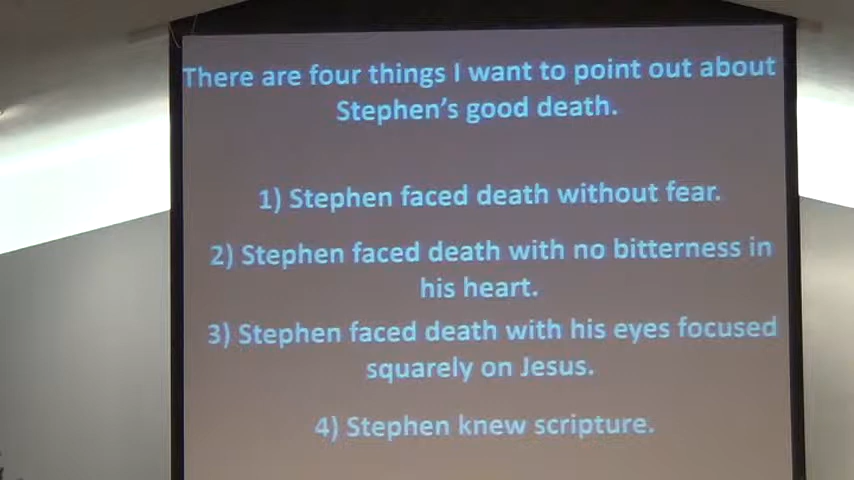 There are four things I want to point out about
Stephen's good death.
1) Stephen faced death without fear.
2) Stephen faced death with no bitterness in
his heart.
3) Stephen faced death with his eyes focused
squarely on Jesus.
4) Stephen knew scripture.